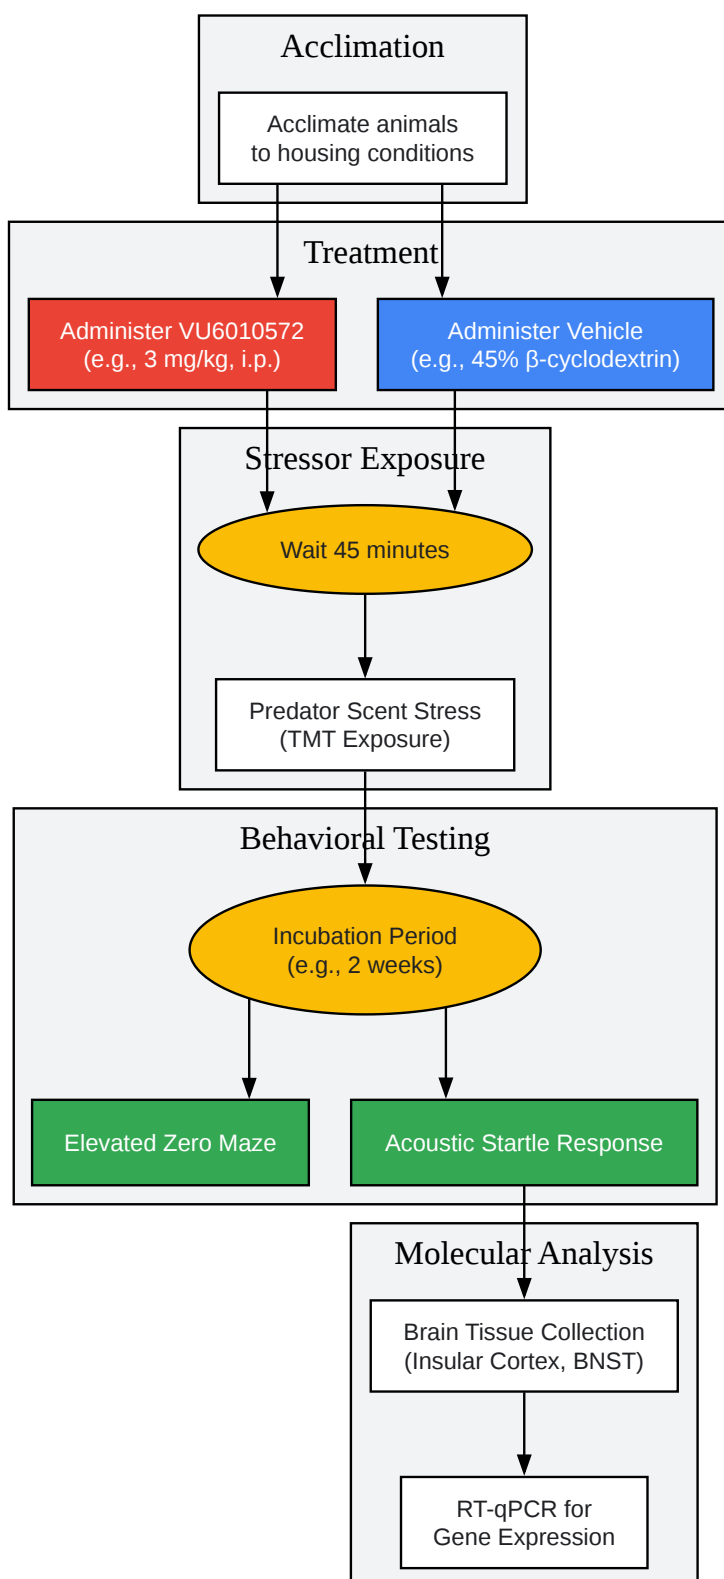 Acclimation
Acclimate animals
to housing conditions
Treatment
Administer VU6010572
(e.g., 3 mg/kg, i.p.)
Administer Vehicle
(e.g., 45% β-cyclodextrin)
Stressor Exposure
Wait 45 minutes
Predator Scent Stress
(TMT Exposure)
Behavioral Testing
Incubation Period
(e.g., 2 weeks)
Elevated Zero Maze
Acoustic Startle Response
Molecular Analysis
Brain Tissue Collection
(Insular Cortex, BNST)
RT-qPCR for
Gene Expression